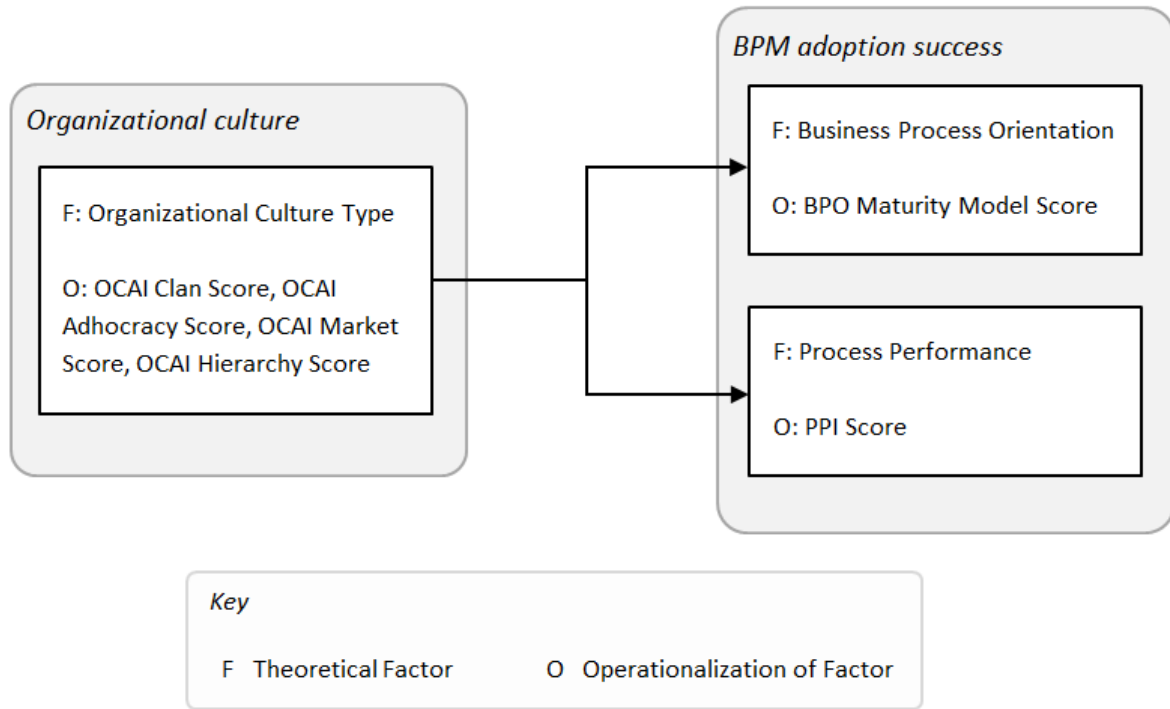 Organizational culture
F: Organizational Culture Type
O: OCAI Clan Score, OCAI
Adhocracy Score, OCAI Market
Score, OCAI Hierarchy Score
BPM adoption success
F: Business Process Orientation
O: BPO Maturity Model Score
F: Process Performance
O: PPI Score
Key
F Theoretical Factor
O Operationalization of Factor